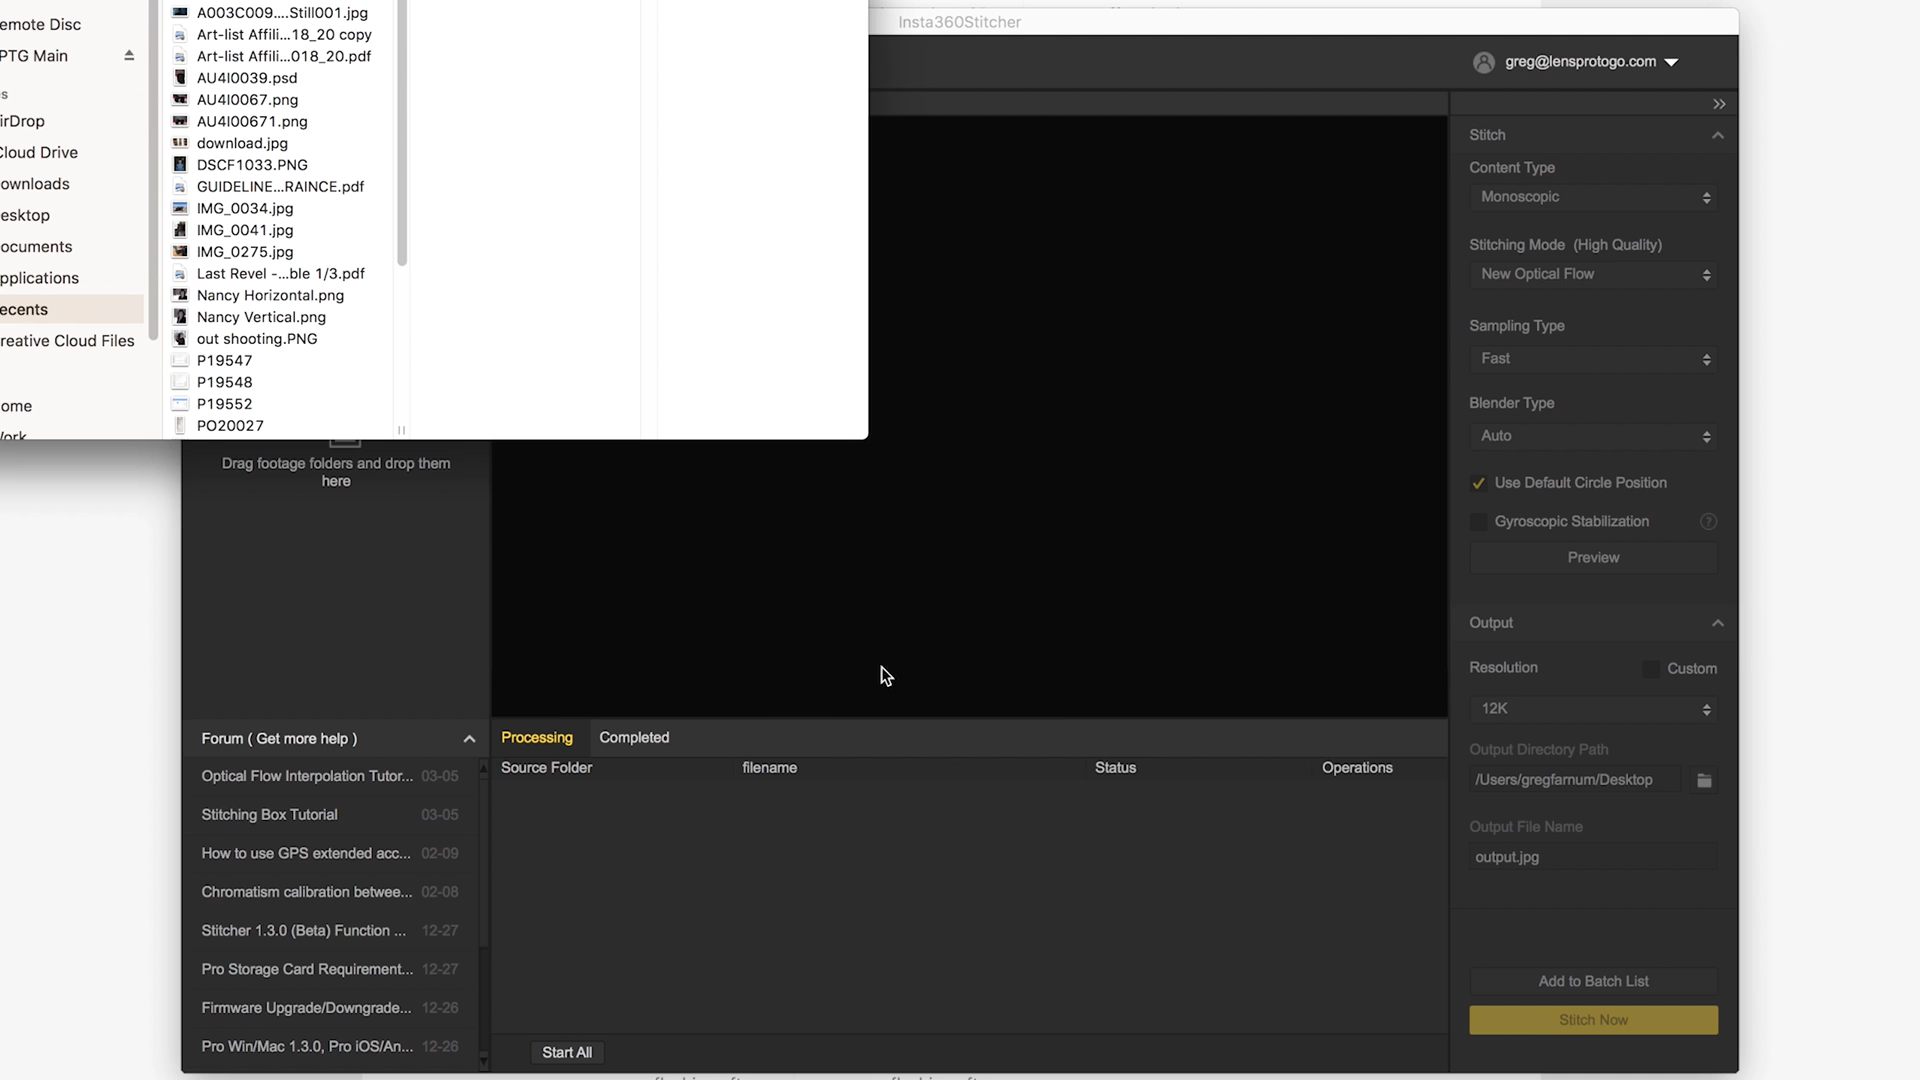 emote Disc
PTG Main
s
irDrop
Cloud Drive
ownloads
esktop
ocuments
pplications
ecents
reative Cloud Files
ome
Work
A003C009....Still001.jpg
Art-list Affili...18_20 copy
Art-list Affili...018_20.pdf
AU4I0039.psd
AU4I0067.png
AU4I00671.png
download.jpg
DSCF1033.PNG
GUIDELINE...RAINCE.pdf
IMG_0034.jpg
IMG_0041.jpg
IMG_0275.jpg
Last Revel -...ble 1/3.pdf
Nancy Horizontal.png
Nancy Vertical.png
out shooting.PNG
P19547
P19548
P19552
PO20027
Insta360Stitcher
greg@lensprotogo.com
Drag footage folders and drop them
here
Forum ( Get more help )
Optical Flow Interpolation Tutor... 03-05
Stitching Box Tutorial 03-05
How to use GPS extended acc... 02-09
Chromatism calibration betwee... 02-08
Stitcher 1.3.0 (Beta) Function ... 12-27
Pro Storage Card Requirement... 12-27
Firmware Upgrade/Downgrade... 12-26
Pro Win/Mac 1.3.0, Pro iOS/An... 12-26
Processing Completed
Source Folder filename Status Operations
Start All
Stitch
Content Type
Monoscopic
Stitching Mode (High Quality)
New Optical Flow
Sampling Type
Fast
Blender Type
Auto
Use Default Circle Position
Gyroscopic Stabilization ?
Preview
Output
Resolution Custom
12K
Output Directory Path
/Users/gregfarnum/Desktop
Output File Name
output.jpg
Add to Batch List
Stitch Now